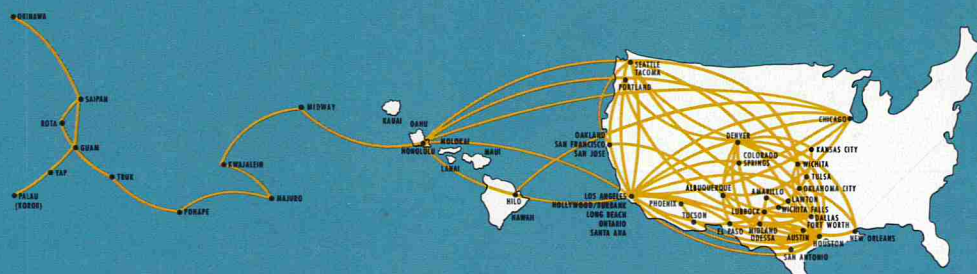 OKINAWA
SAIPAN
ROTA
GUAM
YAP
TRUK
PALAU
(KOROR)
PONAPE
MAJURO
KWAJALEIN
MIDWAY
KAUAI
OAHU
HONOLULU
MOLOKAI
LANAI
MAUI
HILO
HAWAII
SEATTLE
TACOMA
PORTLAND
OAKLAND
SAN FRANCISCO
SAN JOSE
LOS ANGELES
HOLLYWOOD/BURBANK
LONG BEACH
ONTARIO
SANTA ANA
PHOENIX
TUCSON
DENVER
COLORADO
SPRINGS
ALBUQUERQUE
AMARILLO
LUBBOCK
EL PASO
MIDLAND
ODESSA
CHICAGO
KANSAS CITY
WICHITA
TULSA
OKLAHOMA CITY
LAWTON
WICHITA FALLS
DALLAS
FORT WORTH
AUSTIN
HOUSTON
SAN ANTONIO
NEW ORLEANS